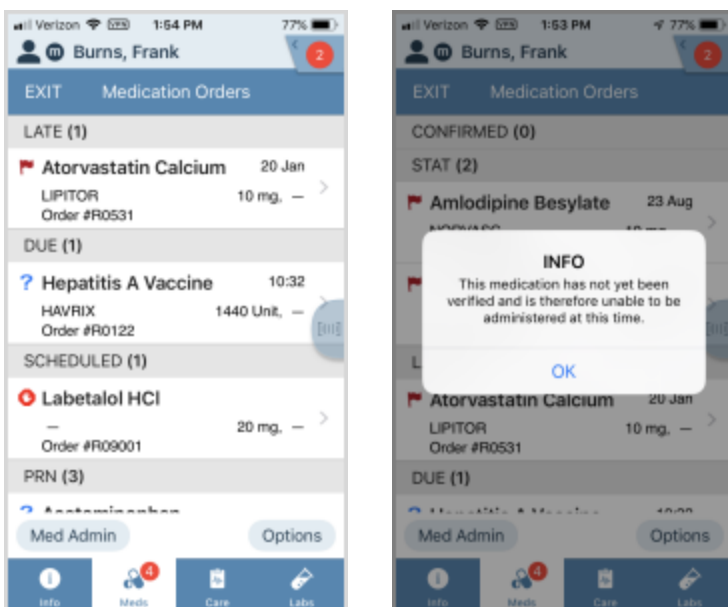 Verizon VPN 1:54 PM 77%
m Burns, Frank 2
EXIT Medication Orders
LATE (1)
Atorvastatin Calcium 20 Jan
LIPITOR 10 mg, —
Order #R0531
DUE (1)
? Hepatitis A Vaccine 10:32
HAVRIX 1440 Unit, —
Order #R0122
SCHEDULED (1)
Labetalol HCl
— 20 mg, —
Order #R09001
PRN (3)
Med Admin Options
4
Info Meds Care Labs
Verizon VPN 1:53 PM 77%
m Burns, Frank 2
EXIT Medication Orders
CONFIRMED (0)
STAT (2)
Amlodipine Besylate 23 Aug
INFO
This medication has not yet been
verified and is therefore unable to be
administered at this time.
OK
Atorvastatin Calcium 20 Jan
LIPITOR 10 mg, —
Order #R0531
DUE (1)
Med Admin Options
4
Info Meds Care Labs